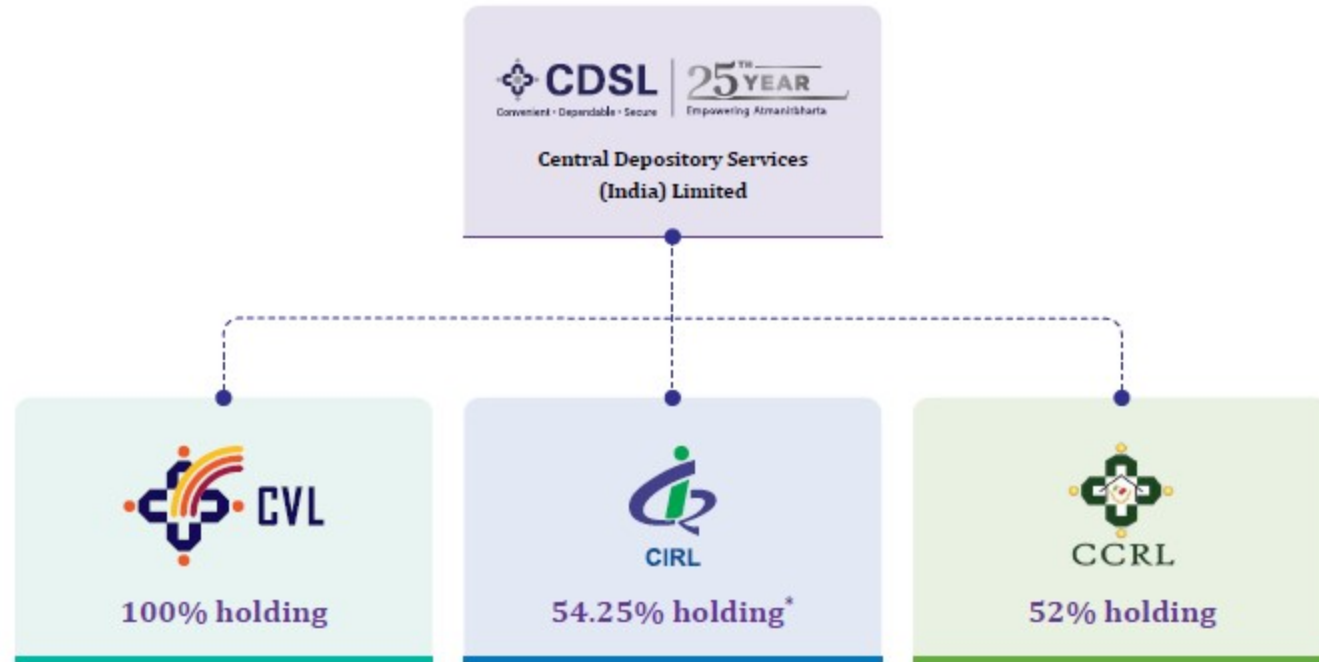 CDSL
Convenient • Dependable • Secure
25TH YEAR
Empowering Atmanirbharta
Central Depository Services
(India) Limited
CVL
100% holding
CIRL
54.25% holding*
CCRL
52% holding